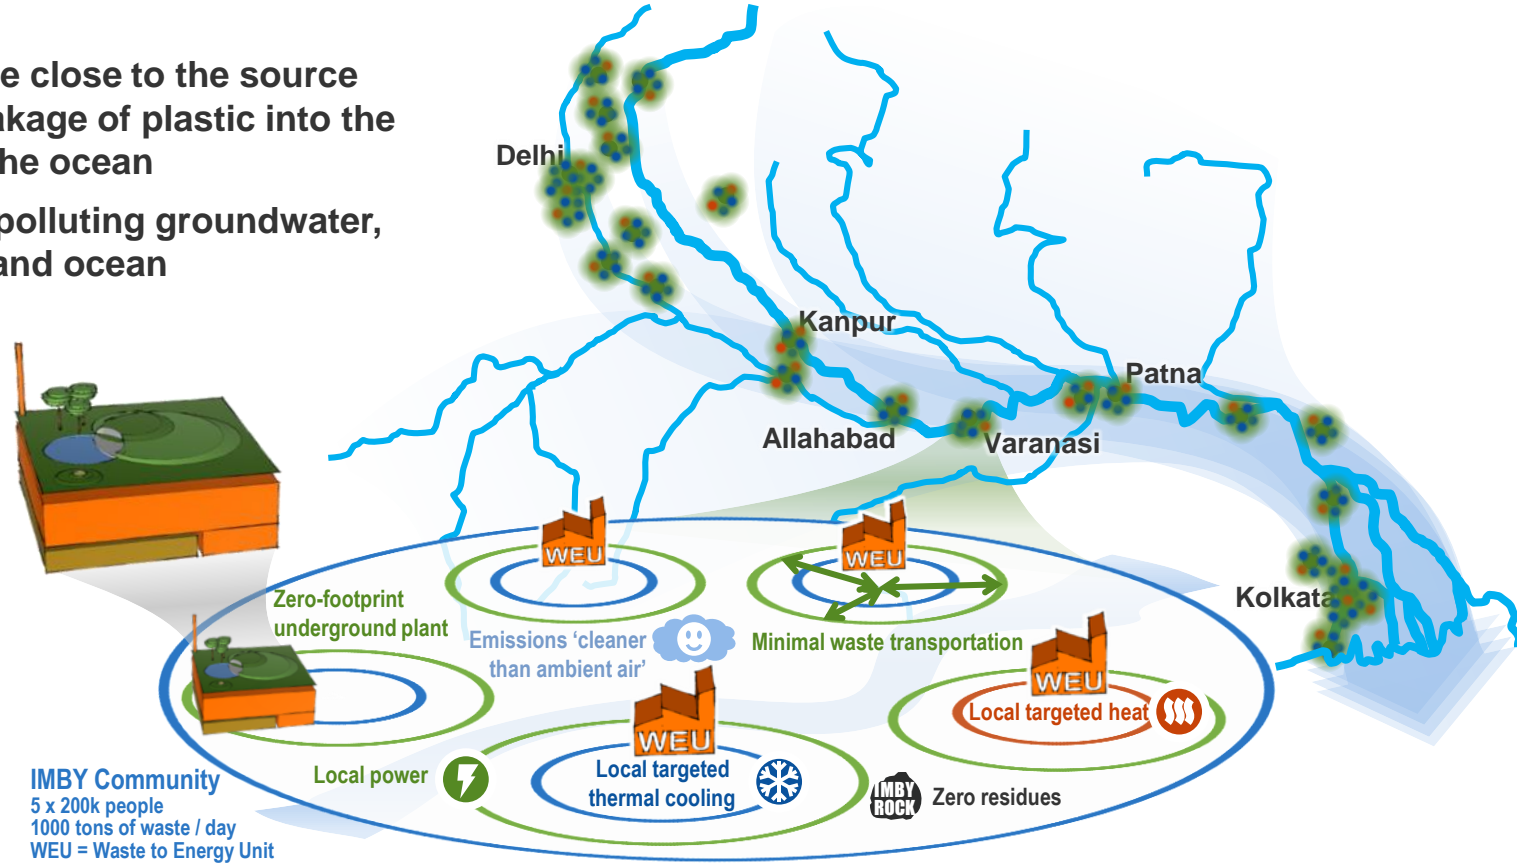 e close to the source
akage of plastic into the
he ocean
polluting groundwater,
and ocean
Delhi
Kanpur
Patna
Allahabad
Varanasi
Kolkata
WEU
WEU
Zero-footprint
underground plant
Emissions ‘cleaner
than ambient air’
Minimal waste transportation
WEU
Local targeted heat
WEU
Local power
Local targeted
thermal cooling
IMBY
ROCK
Zero residues
IMBY Community
5 x 200k people
1000 tons of waste / day
WEU = Waste to Energy Unit